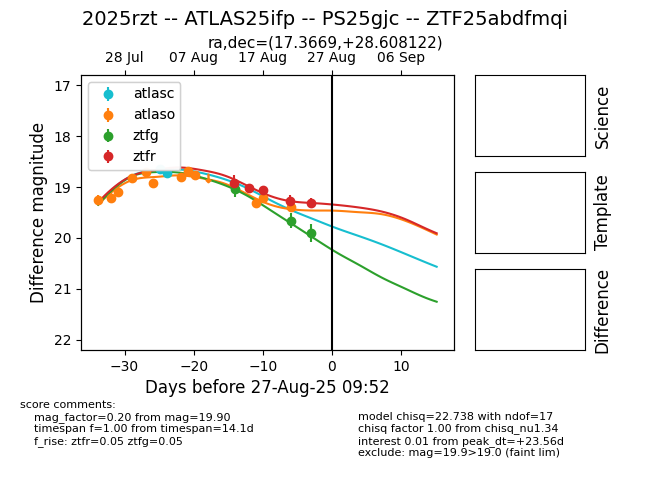 2025rzt -- ATLAS25ifp -- PS25gjc -- ZTF25abdfmqi
ra,dec=(17.3669,+28.608122)
28 Jul 07 Aug 17 Aug 27 Aug 06 Sep
17
18
19
20
21
22
Difference magnitude
atlasc
atlaso
ztfg
ztfr
−30 −20 −10 0 10
Days before 27-Aug-25 09:52
Science
Template
Difference
score comments:
mag_factor=0.20 from mag=19.90
timespan f=1.00 from timespan=14.1d
f_rise: ztfr=0.05 ztfg=0.05
model chisq=22.738 with ndof=17
chisq factor 1.00 from chisq_nu1.34
interest 0.01 from peak_dt=+23.56d
exclude: mag=19.9>19.0 (faint lim)